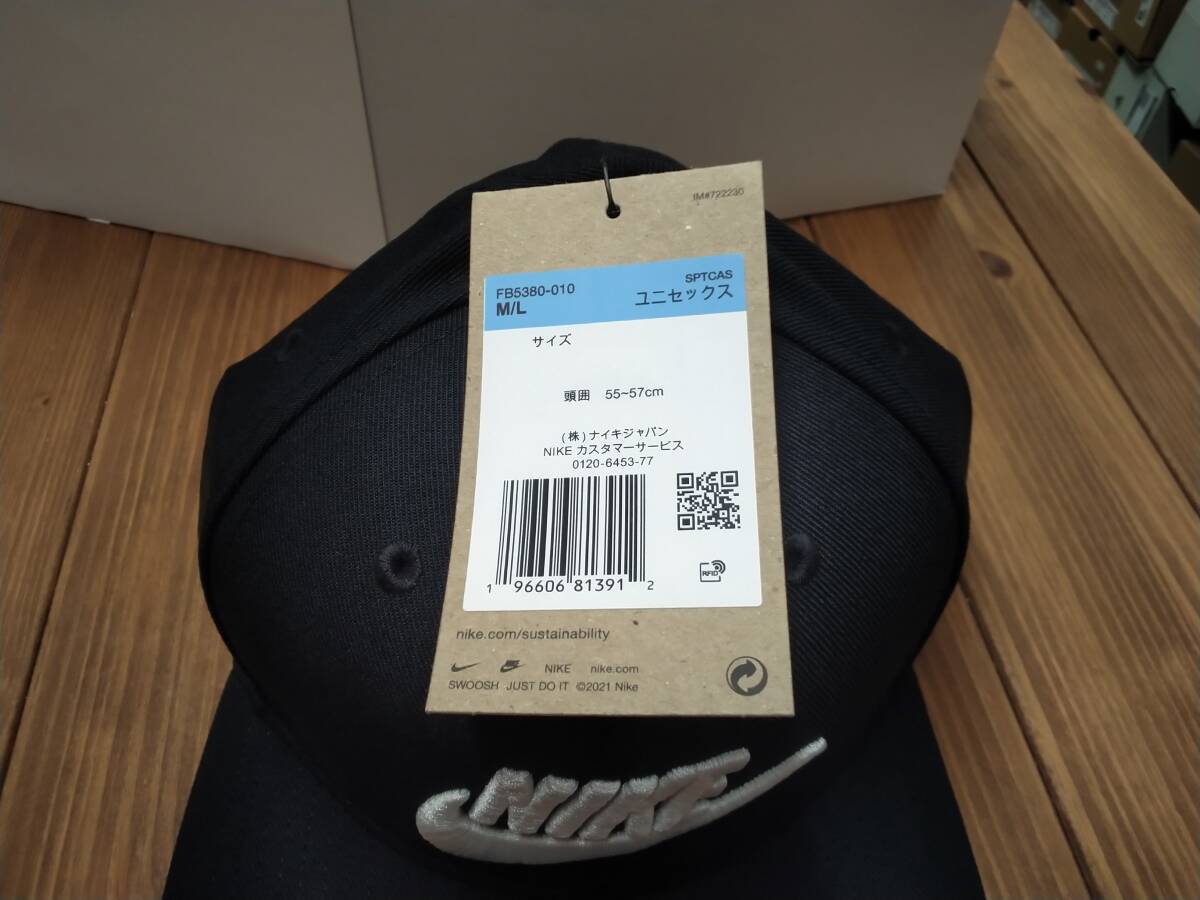 IM#722230
FB5380-010
SPTCAS
M/L
ユニセックス
サイズ
頭囲 55~57cm
(株)ナイキジャパン
NIKE カスタマーサービス
0120-6453-77
1 96606 81391 2
RFID
nike.com/sustainability
NIKE nike.com
SWOOSH JUST DO IT ©2021 Nike
NIKE